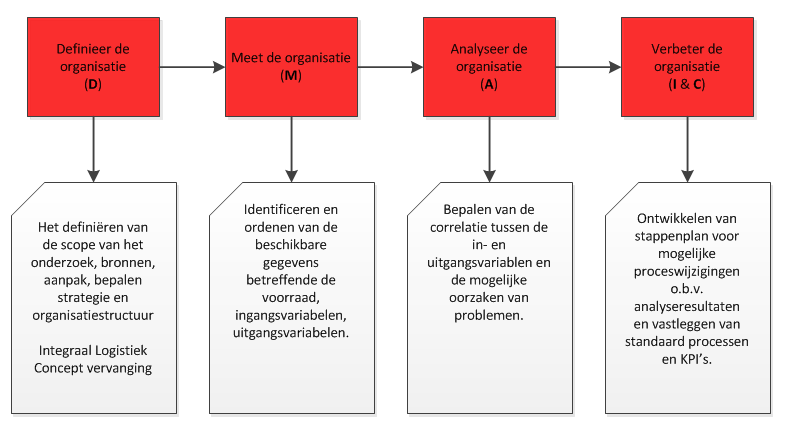 Definieer de
organisatie
(D)
Meet de organisatie
(M)
Analyseer de
organisatie
(A)
Verbeter de
organisatie
(I & C)
Het definiëren van
de scope van het
onderzoek, bronnen,
aanpak, bepalen
strategie en
organisatiestructuur
Integraal Logistiek
Concept vervanging
Identificeren en
ordenen van de
beschikbare
gegevens
betreffende de
voorraad,
ingangsvariabelen,
uitgangsvariabelen.
Bepalen van de
correlatie tussen de
in- en
uitgangsvariablen en
de mogelijke
oorzaken van
problemen.
Ontwikkelen van
stappenplan voor
mogelijke
proceswijzigingen
o.b.v.
analyseresultaten
en vastleggen van
standaard processen
en KPI's.